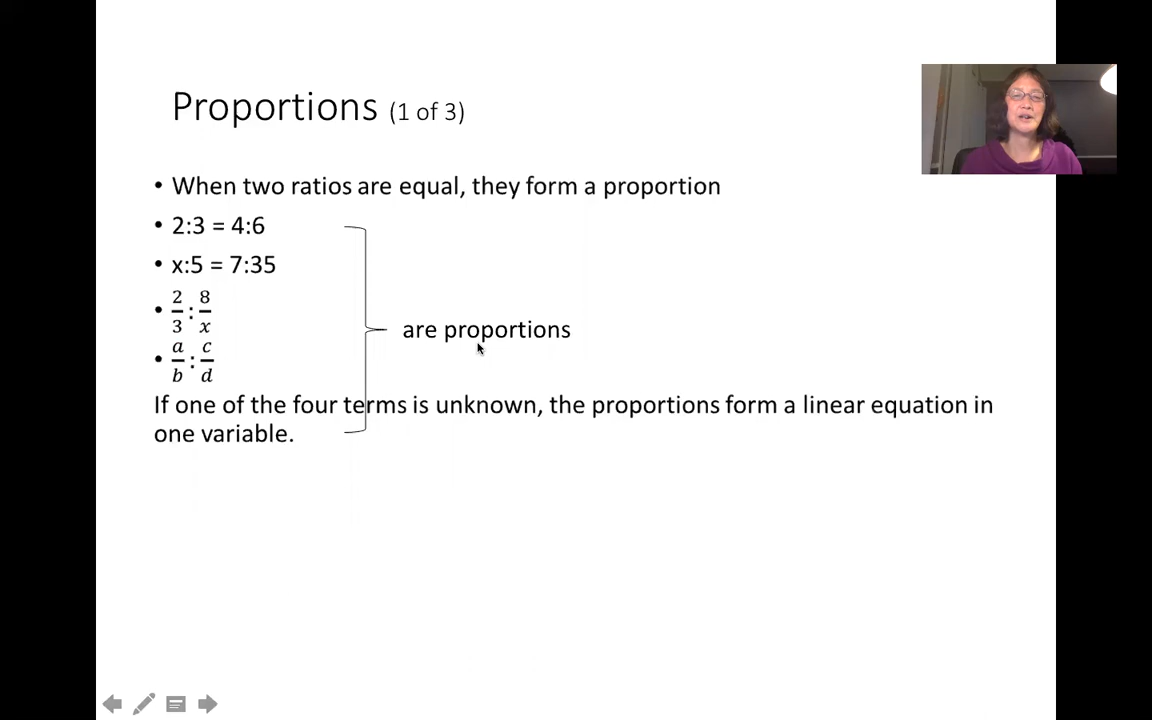 Proportions (1 of 3)
• When two ratios are equal, they form a proportion
• 2:3 = 4:6
• x:5 = 7:35
• 2/3 : 8/x
• a/b : c/d
are proportions
If one of the four terms is unknown, the proportions form a linear equation in
one variable.